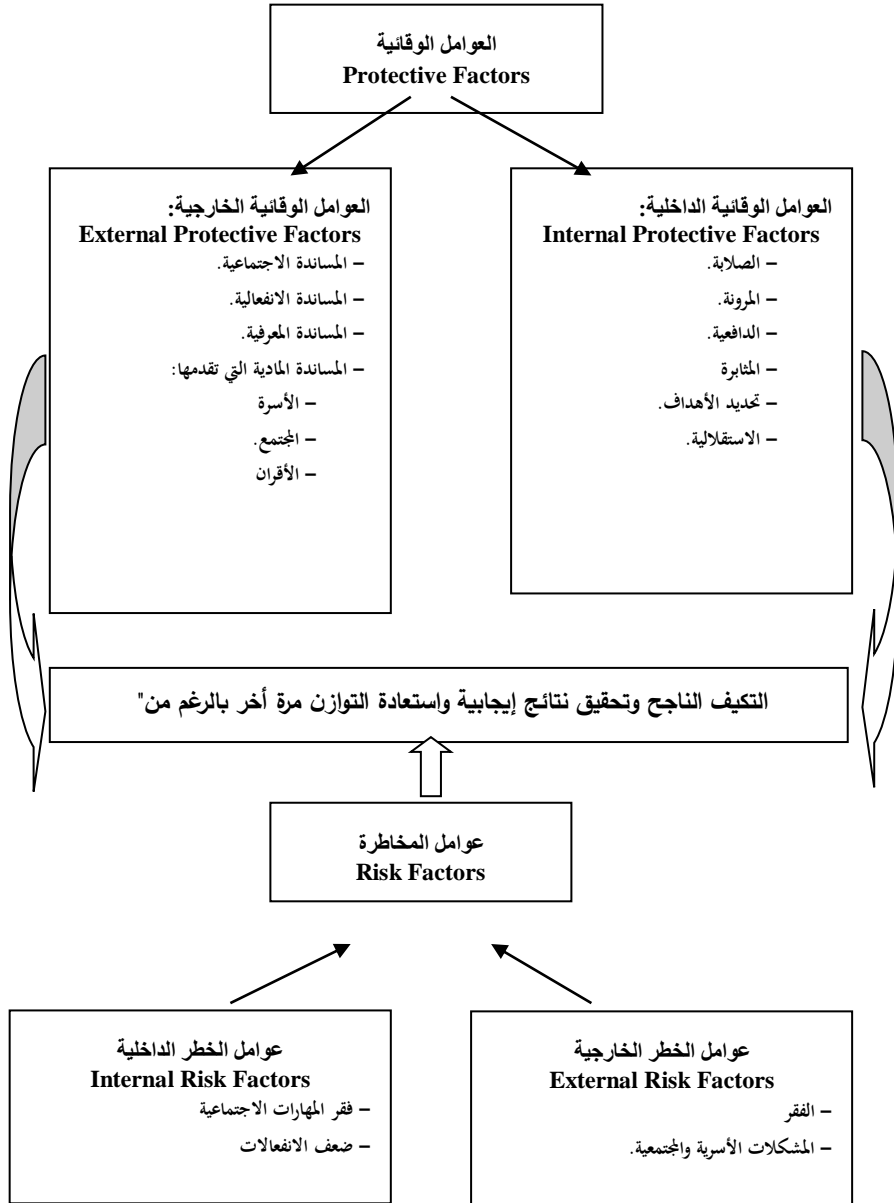 العوامل الوقائية
Protective Factors
العوامل الوقائية الداخلية:
Internal Protective Factors
– الصلابة.
– المرونة.
– الدافعية.
– المثابرة
– تحديد الأهداف.
– الاستقلالية.
العوامل الوقائية الخارجية:
External Protective Factors
– المساندة الاجتماعية.
– المساندة الانفعالية.
– المساندة المعرفية.
– المساندة المادية التي تقدمها:
– الأسرة
– المجتمع.
– الأقران
التكيف الناجح وتحقيق نتائج إيجابية واستعادة التوازن مرة أخر بالرغم من"
عوامل المخاطرة
Risk Factors
عوامل الخطر الخارجية
External Risk Factors
– الفقر
– المشكلات الأسرية والمجتمعية.
عوامل الخطر الداخلية
Internal Risk Factors
– فقر المهارات الاجتماعية
– ضعف الانفعالات